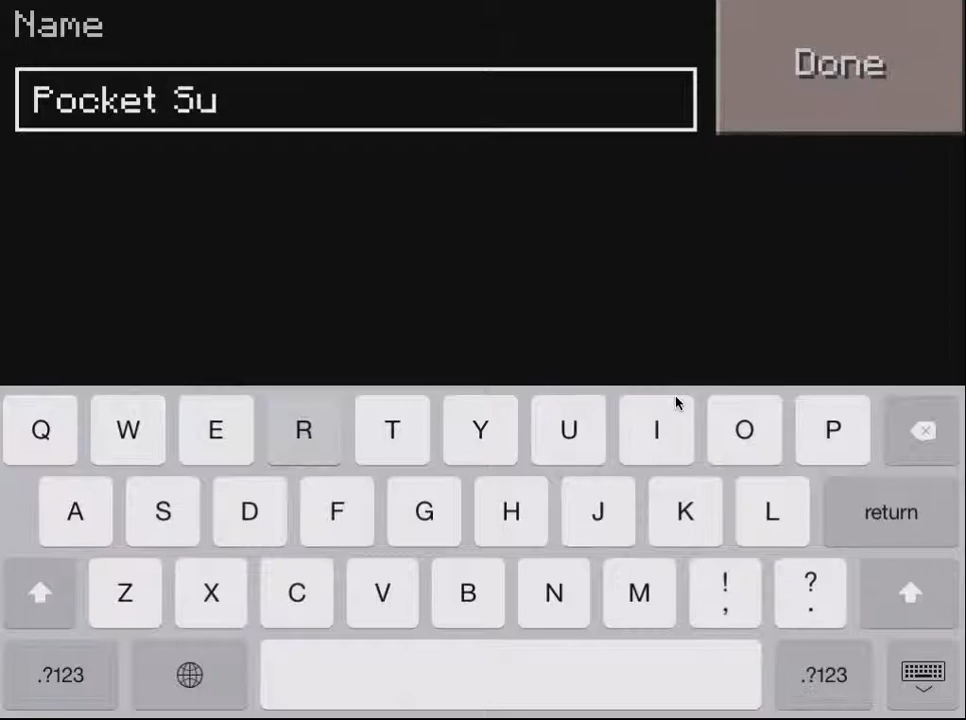 Name
Done
Pocket Su
Q W E R T Y U I O P
A S D F G H J K L return
Z X C V B N M ! , ? .
.?123 .?123